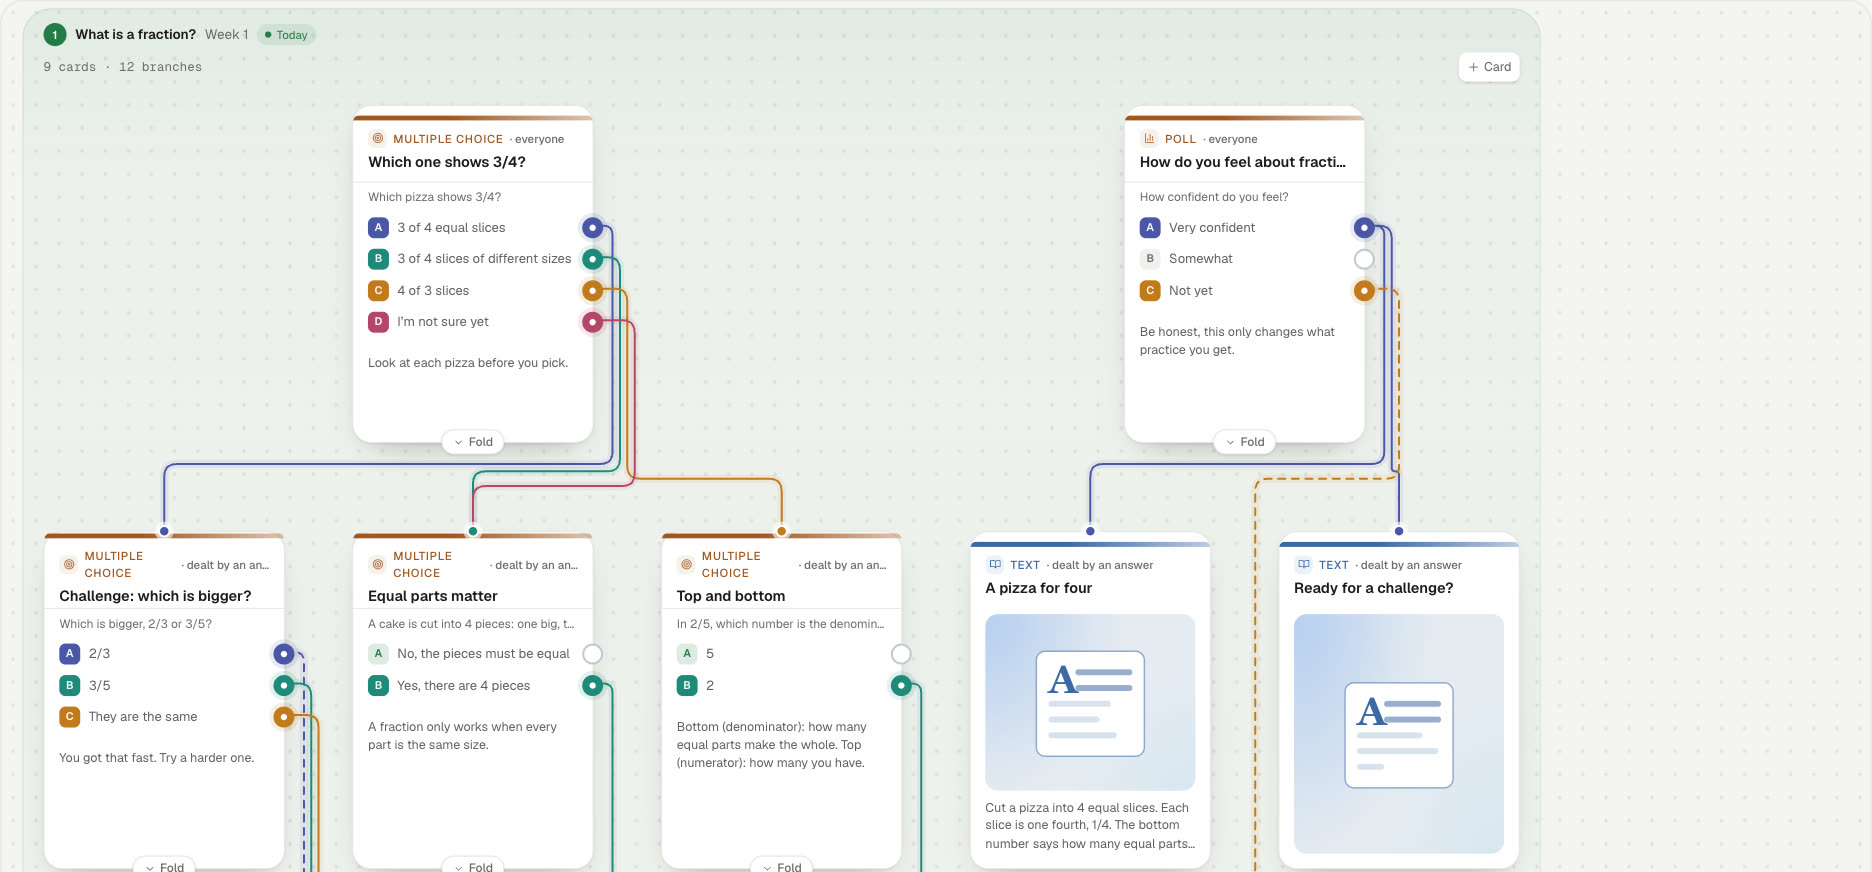 1 What is a fraction? Week 1 Today
9 cards · 12 branches
+ Card
MULTIPLE CHOICE · everyone
Which one shows 3/4?
Which pizza shows 3/4?
A 3 of 4 equal slices
B 3 of 4 slices of different sizes
C 4 of 3 slices
D I'm not sure yet
Look at each pizza before you pick.
Fold
POLL · everyone
How do you feel about fracti...
How confident do you feel?
A Very confident
B Somewhat
C Not yet
Be honest, this only changes what
practice you get.
Fold
MULTIPLE
CHOICE · dealt by an an...
Challenge: which is bigger?
Which is bigger, 2/3 or 3/5?
A 2/3
B 3/5
C They are the same
You got that fast. Try a harder one.
Fold
MULTIPLE
CHOICE · dealt by an an...
Equal parts matter
A cake is cut into 4 pieces: one big, t...
A No, the pieces must be equal
B Yes, there are 4 pieces
A fraction only works when every
part is the same size.
Fold
MULTIPLE
CHOICE · dealt by an an...
Top and bottom
In 2/5, which number is the denomin...
A 5
B 2
Bottom (denominator): how many
equal parts make the whole. Top
(numerator): how many you have.
Fold
TEXT · dealt by an answer
A pizza for four
A
Cut a pizza into 4 equal slices. Each
slice is one fourth, 1/4. The bottom
number says how many equal parts...
TEXT · dealt by an answer
Ready for a challenge?
A